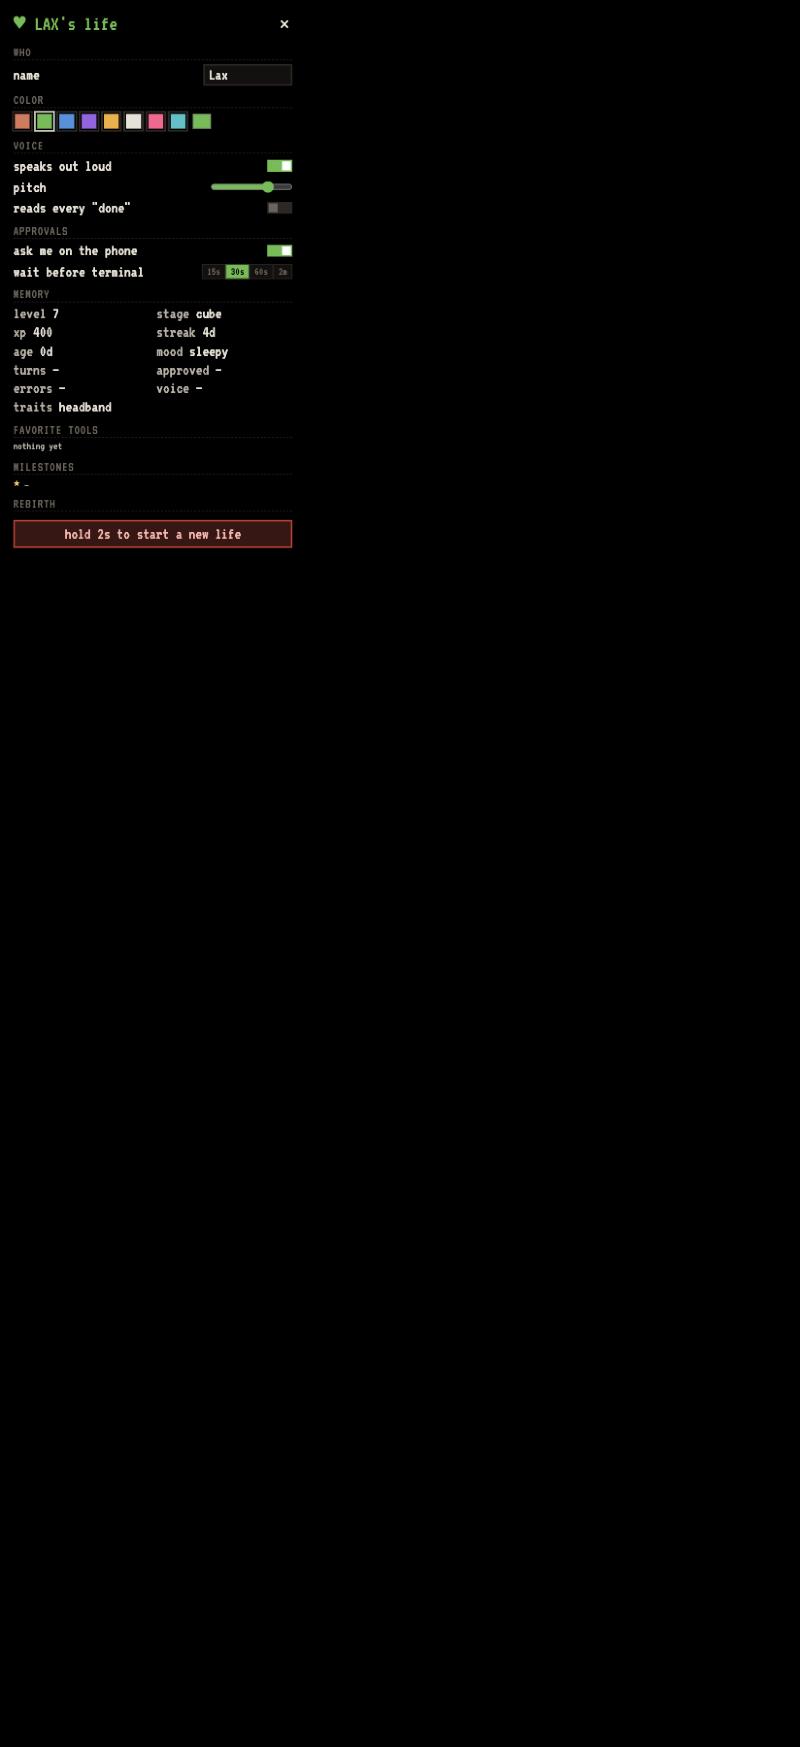 ♥ LAX's life ×
WHO
name Lax
COLOR
VOICE
speaks out loud
pitch
reads every "done"
APPROVALS
ask me on the phone
wait before terminal 15s 30s 60s 2m
MEMORY
level 7 stage cube
xp 400 streak 4d
age 0d mood sleepy
turns – approved –
errors – voice –
traits headband
FAVORITE TOOLS
nothing yet
MILESTONES
★ –
REBIRTH
hold 2s to start a new life